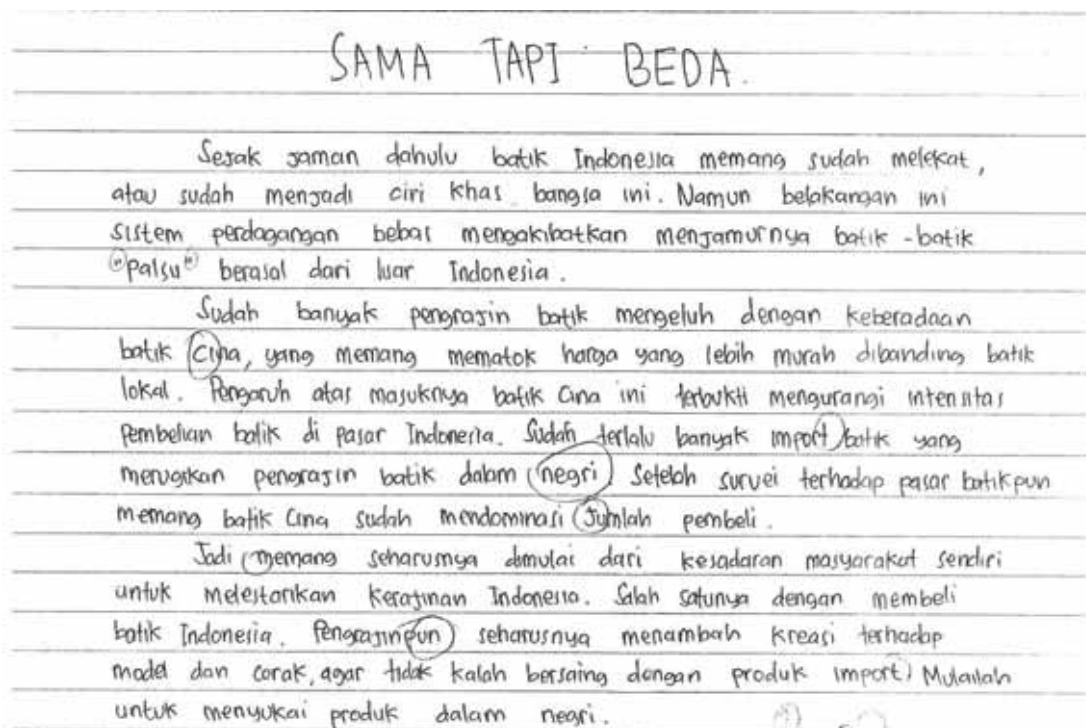 SAMA TAPI BEDA.
Sejak jaman dahulu batik Indonesia memang sudah melekat,
atau sudah menjadi ciri khas bangsa ini. Namun belakangan ini
sistem perdagangan bebas mengakibatkan menjamurnya batik-batik
"palsu" berasal dari luar Indonesia.
Sudah banyak pengrajin batik mengeluh dengan keberadaan
batik Cina, yang memang mematok harga yang lebih murah dibanding batik
lokal. Pengaruh atas masuknya batik Cina ini terbukti mengurangi intensitas
pembelian batik di pasar Indonesia. Sudah terlalu banyak import batik yang
merugikan pengrajin batik dalam negri Setelah survei terhadap pasar batikpun
memang batik Cina sudah mendominasi Jumlah pembeli.
Jadi memang seharusnya dimulai dari kesadaran masyarakat sendiri
untuk melestarikan kerajinan Indonesia. Salah satunya dengan membeli
batik Indonesia. Pengrajinpun seharusnya menambah kreasi terhadap
model dan corak, agar tidak kalah bersaing dengan produk import) Mulailah
untuk menyukai produk dalam negri.